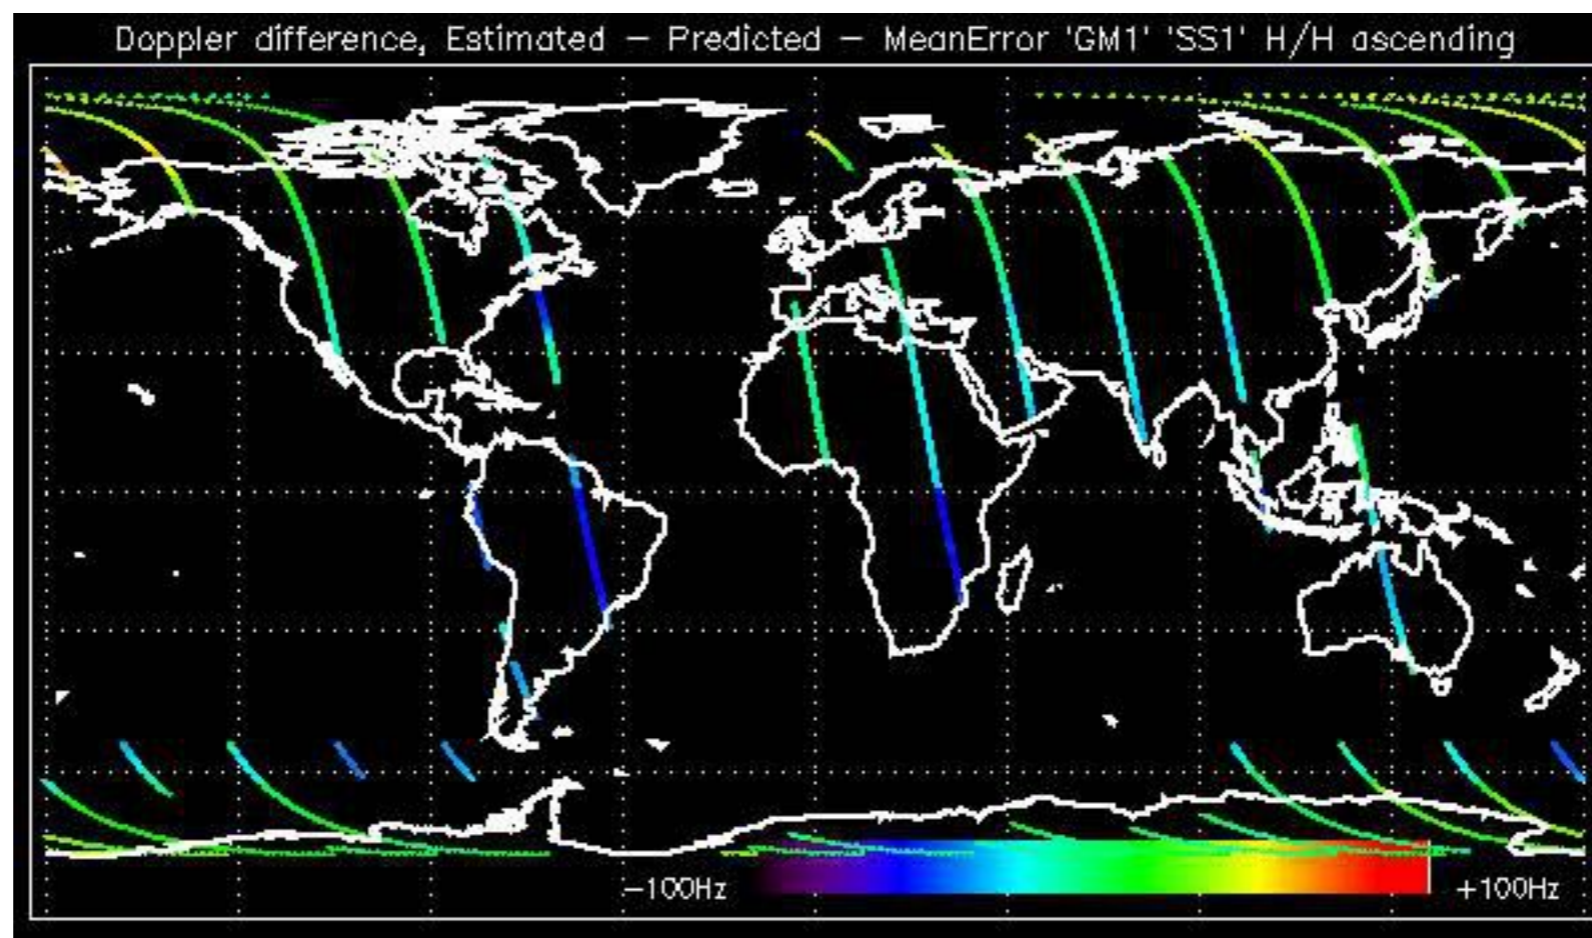 Doppler difference, Estimated – Predicted – MeanError 'GM1' 'SS1' H/H ascending
–100Hz
+100Hz